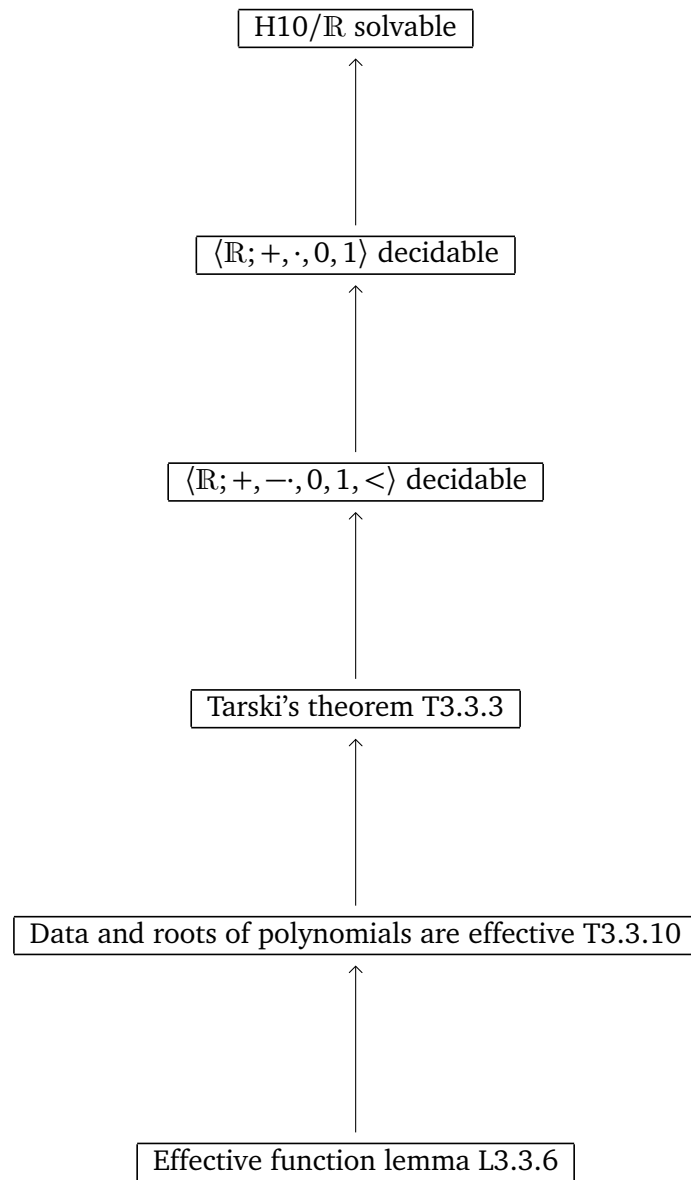 H10/ℝ solvable
⟨ℝ; +, ·, 0, 1⟩ decidable
⟨ℝ; +, −·, 0, 1, <⟩ decidable
Tarski's theorem T3.3.3
Data and roots of polynomials are effective T3.3.10
Effective function lemma L3.3.6